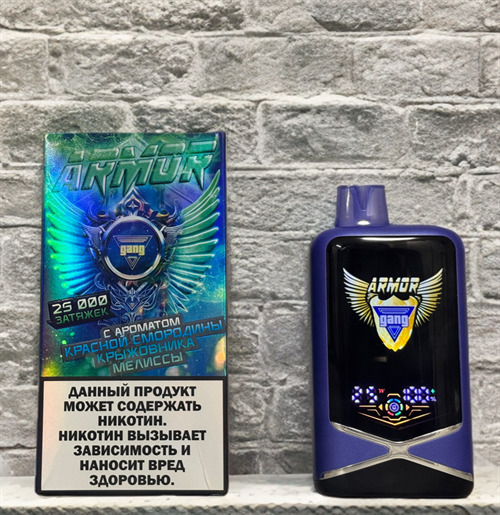 ARMOR
gang
25 000
ЗАТЯЖЕК
С АРОМАТОМ
КРАСНОЙ СМОРОДИНЫ
КРЫЖОВНИКА
МЕЛИССЫ
ДАННЫЙ ПРОДУКТ
МОЖЕТ СОДЕРЖАТЬ
НИКОТИН.
НИКОТИН ВЫЗЫВАЕТ
ЗАВИСИМОСТЬ И
НАНОСИТ ВРЕД
ЗДОРОВЬЮ.
ARMOR
gang